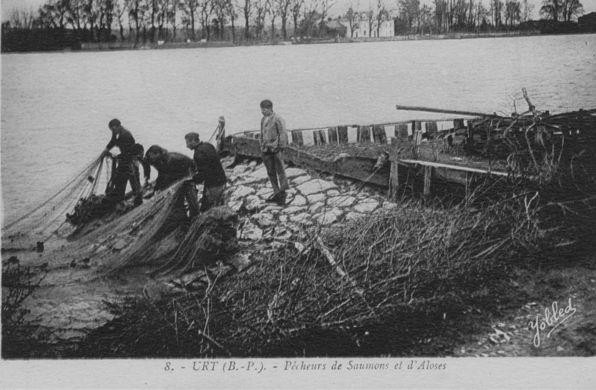 Yobled
8. - URT (B.-P.). - Pêcheurs de Saumons et d'Aloses